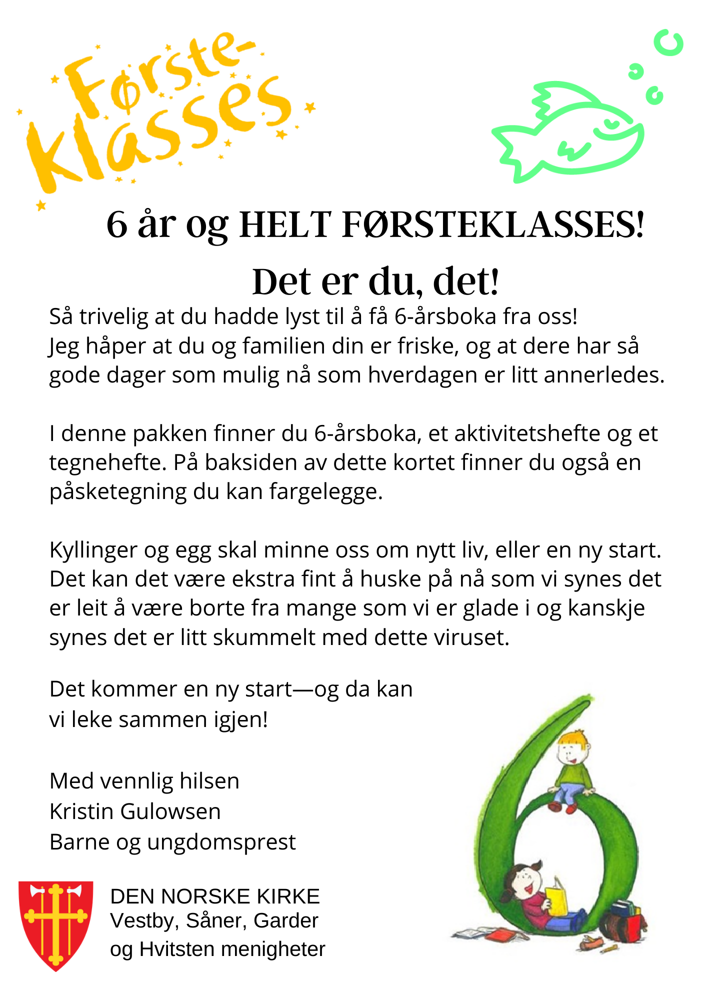 Første-
klasses
6 år og HELT FØRSTEKLASSES!
Det er du, det!
Så trivelig at du hadde lyst til å få 6-årsboka fra oss!
Jeg håper at du og familien din er friske, og at dere har så
gode dager som mulig nå som hverdagen er litt annerledes.
I denne pakken finner du 6-årsboka, et aktivitetshefte og et
tegnehefte. På baksiden av dette kortet finner du også en
påsketegning du kan fargelegge.
Kyllinger og egg skal minne oss om nytt liv, eller en ny start.
Det kan det være ekstra fint å huske på nå som vi synes det
er leit å være borte fra mange som vi er glade i og kanskje
synes det er litt skummelt med dette viruset.
Det kommer en ny start—og da kan
vi leke sammen igjen!
Med vennlig hilsen
Kristin Gulowsen
Barne og ungdomsprest
6
DEN NORSKE KIRKE
Vestby, Såner, Garder
og Hvitsten menigheter